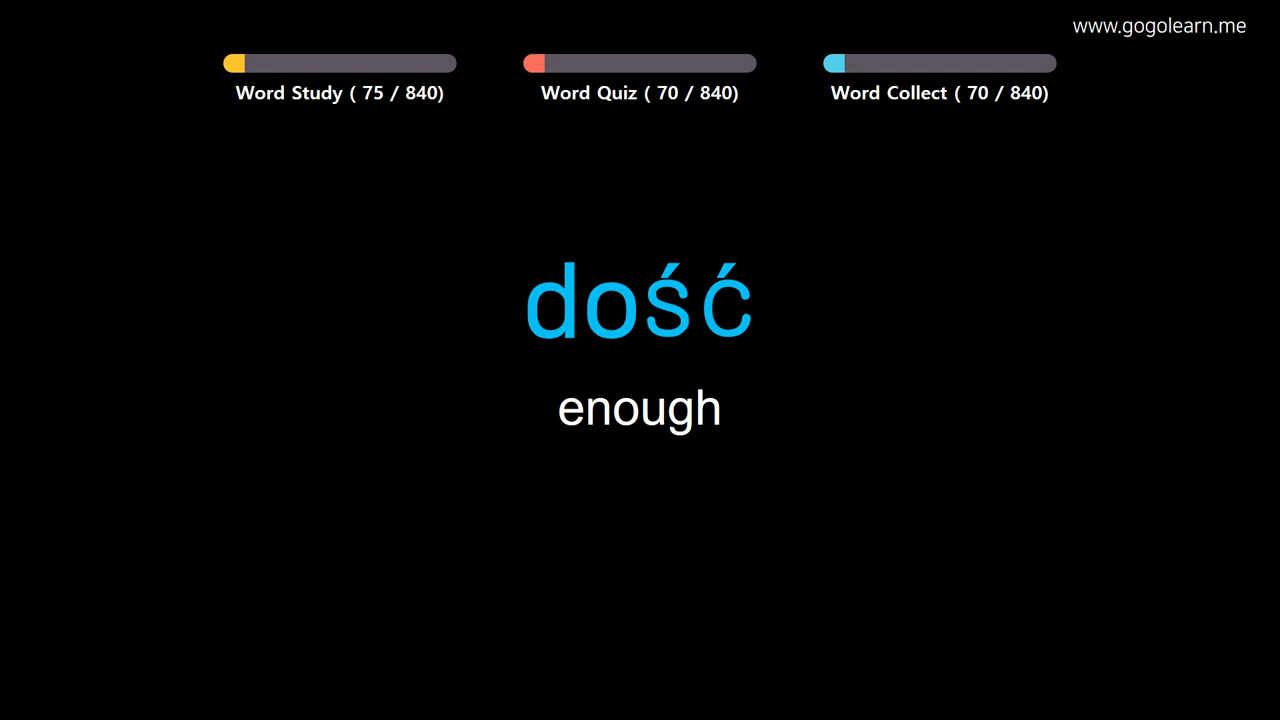 www.gogolearn.me
Word Study ( 75 / 840)
Word Quiz ( 70 / 840)
Word Collect ( 70 / 840)
dość
enough